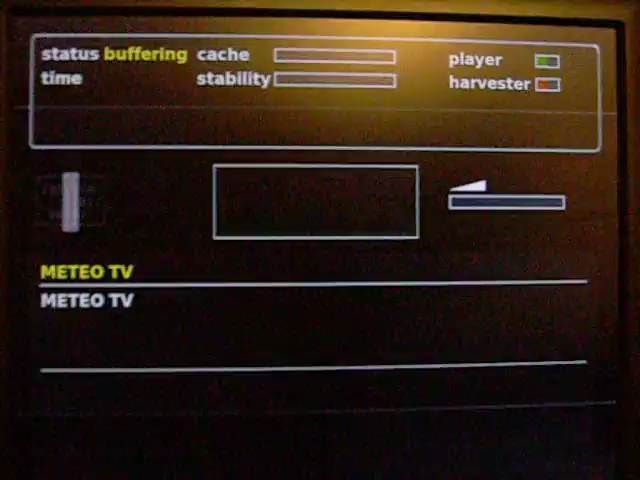 status buffering cache player
time stability harvester
METEO TV
METEO TV